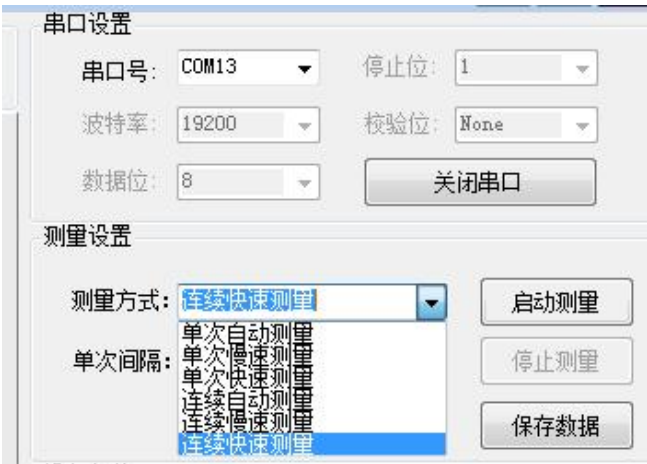 串口设置
串口号: COM13 停止位: 1
波特率: 19200 校验位: None
数据位: 8 关闭串口
测量设置
测量方式: 连续快速测量 启动测量
单次自动测量
单次间隔: 单次慢速测量 停止测量
单次快速测量
连续自动测量
连续慢速测量 保存数据
连续快速测量